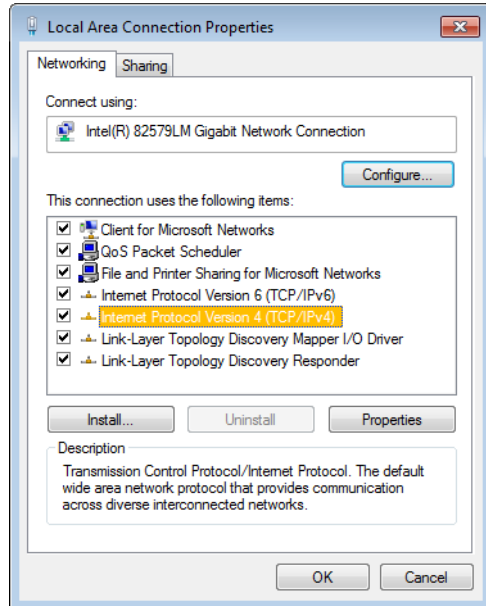 Local Area Connection Properties
Networking
Sharing
Connect using:
Intel(R) 82579LM Gigabit Network Connection
Configure...
This connection uses the following items:
Client for Microsoft Networks
QoS Packet Scheduler
File and Printer Sharing for Microsoft Networks
Internet Protocol Version 6 (TCP/IPv6)
Internet Protocol Version 4 (TCP/IPv4)
Link-Layer Topology Discovery Mapper I/O Driver
Link-Layer Topology Discovery Responder
Install...
Uninstall
Properties
Description
Transmission Control Protocol/Internet Protocol. The default
wide area network protocol that provides communication
across diverse interconnected networks.
OK
Cancel